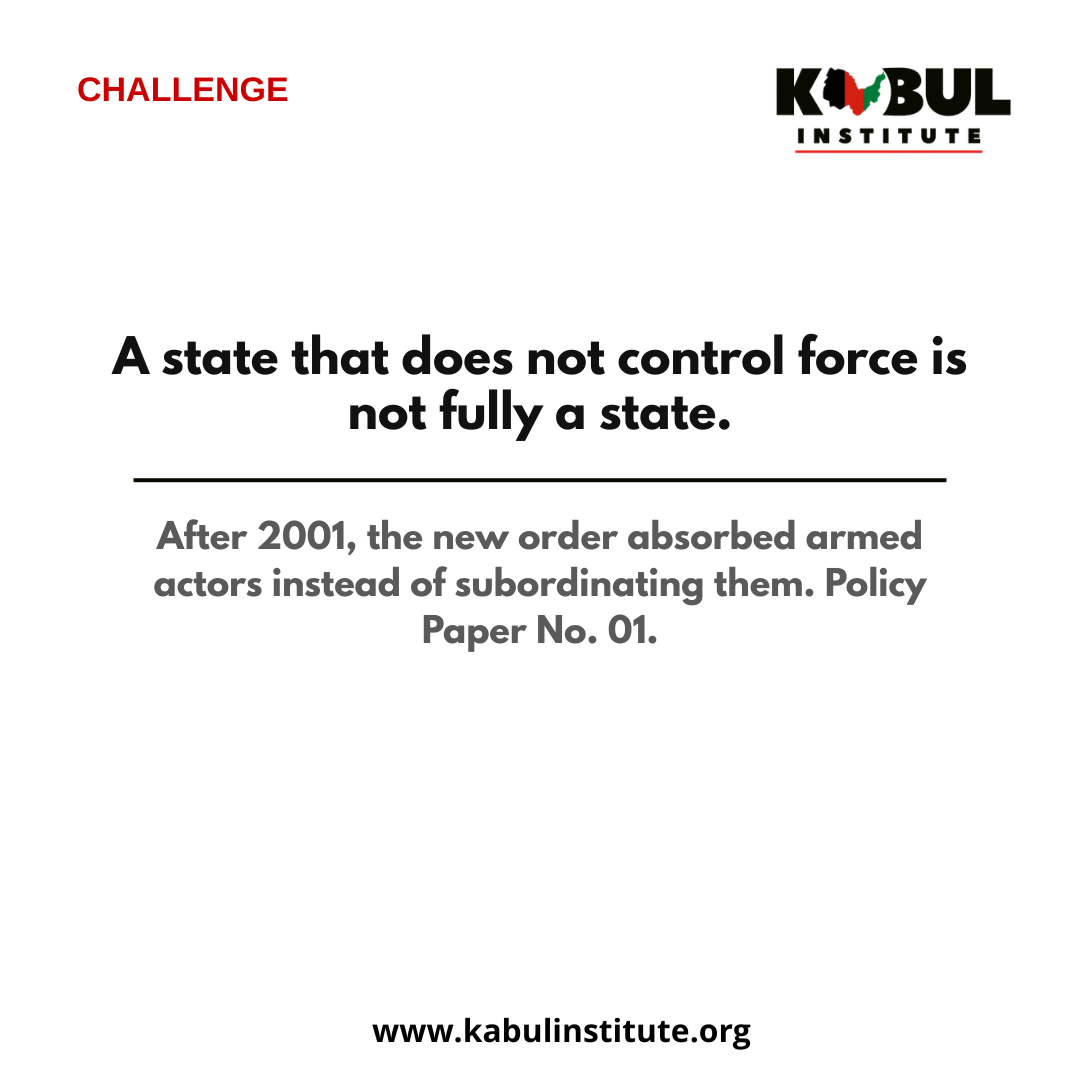 CHALLENGE
KABUL
INSTITUTE
A state that does not control force is
not fully a state.
After 2001, the new order absorbed armed
actors instead of subordinating them. Policy
Paper No. 01.
www.kabulinstitute.org